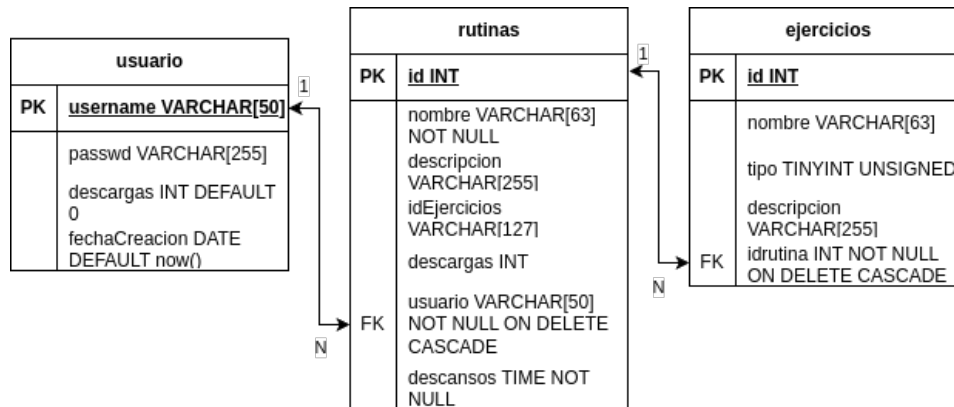 usuario
PK username VARCHAR[50]
passwd VARCHAR[255]
descargas INT DEFAULT
0
fechaCreacion DATE
DEFAULT now()
1
N
rutinas
PK id INT
nombre VARCHAR[63]
NOT NULL
descripcion
VARCHAR[255]
idEjercicios
VARCHAR[127]
descargas INT
FK usuario VARCHAR[50]
NOT NULL ON DELETE
CASCADE
descansos TIME NOT
NULL
1
N
ejercicios
PK id INT
nombre VARCHAR[63]
tipo TINYINT UNSIGNED
descripcion
VARCHAR[255]
FK idrutina INT NOT NULL
ON DELETE CASCADE